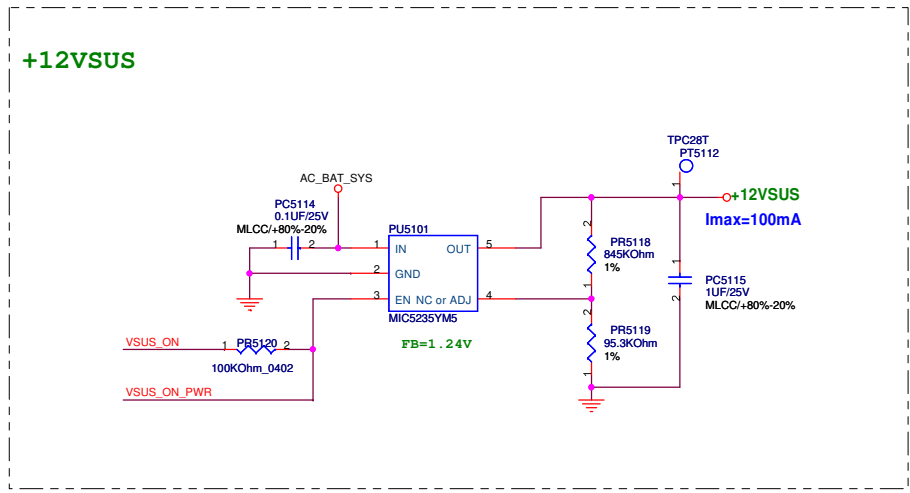 +12VSUS
TPC28T
PT5112
1
AC_BAT_SYS
PC5114
0.1UF/25V
MLCC/+80%-20%
1 2
+12VSUS
Imax=100mA
PU5101
1 IN OUT 5
2 GND
3 EN NC or ADJ 4
MIC5235YM5
FB=1.24V
2
PR5118
845KOhm
1%
1
2
PR5119
95.3KOhm
1%
1
1
PC5115
1UF/25V
2
MLCC/+80%-20%
VSUS_ON
1 PR5120 2
100KOhm_0402
VSUS_ON_PWR